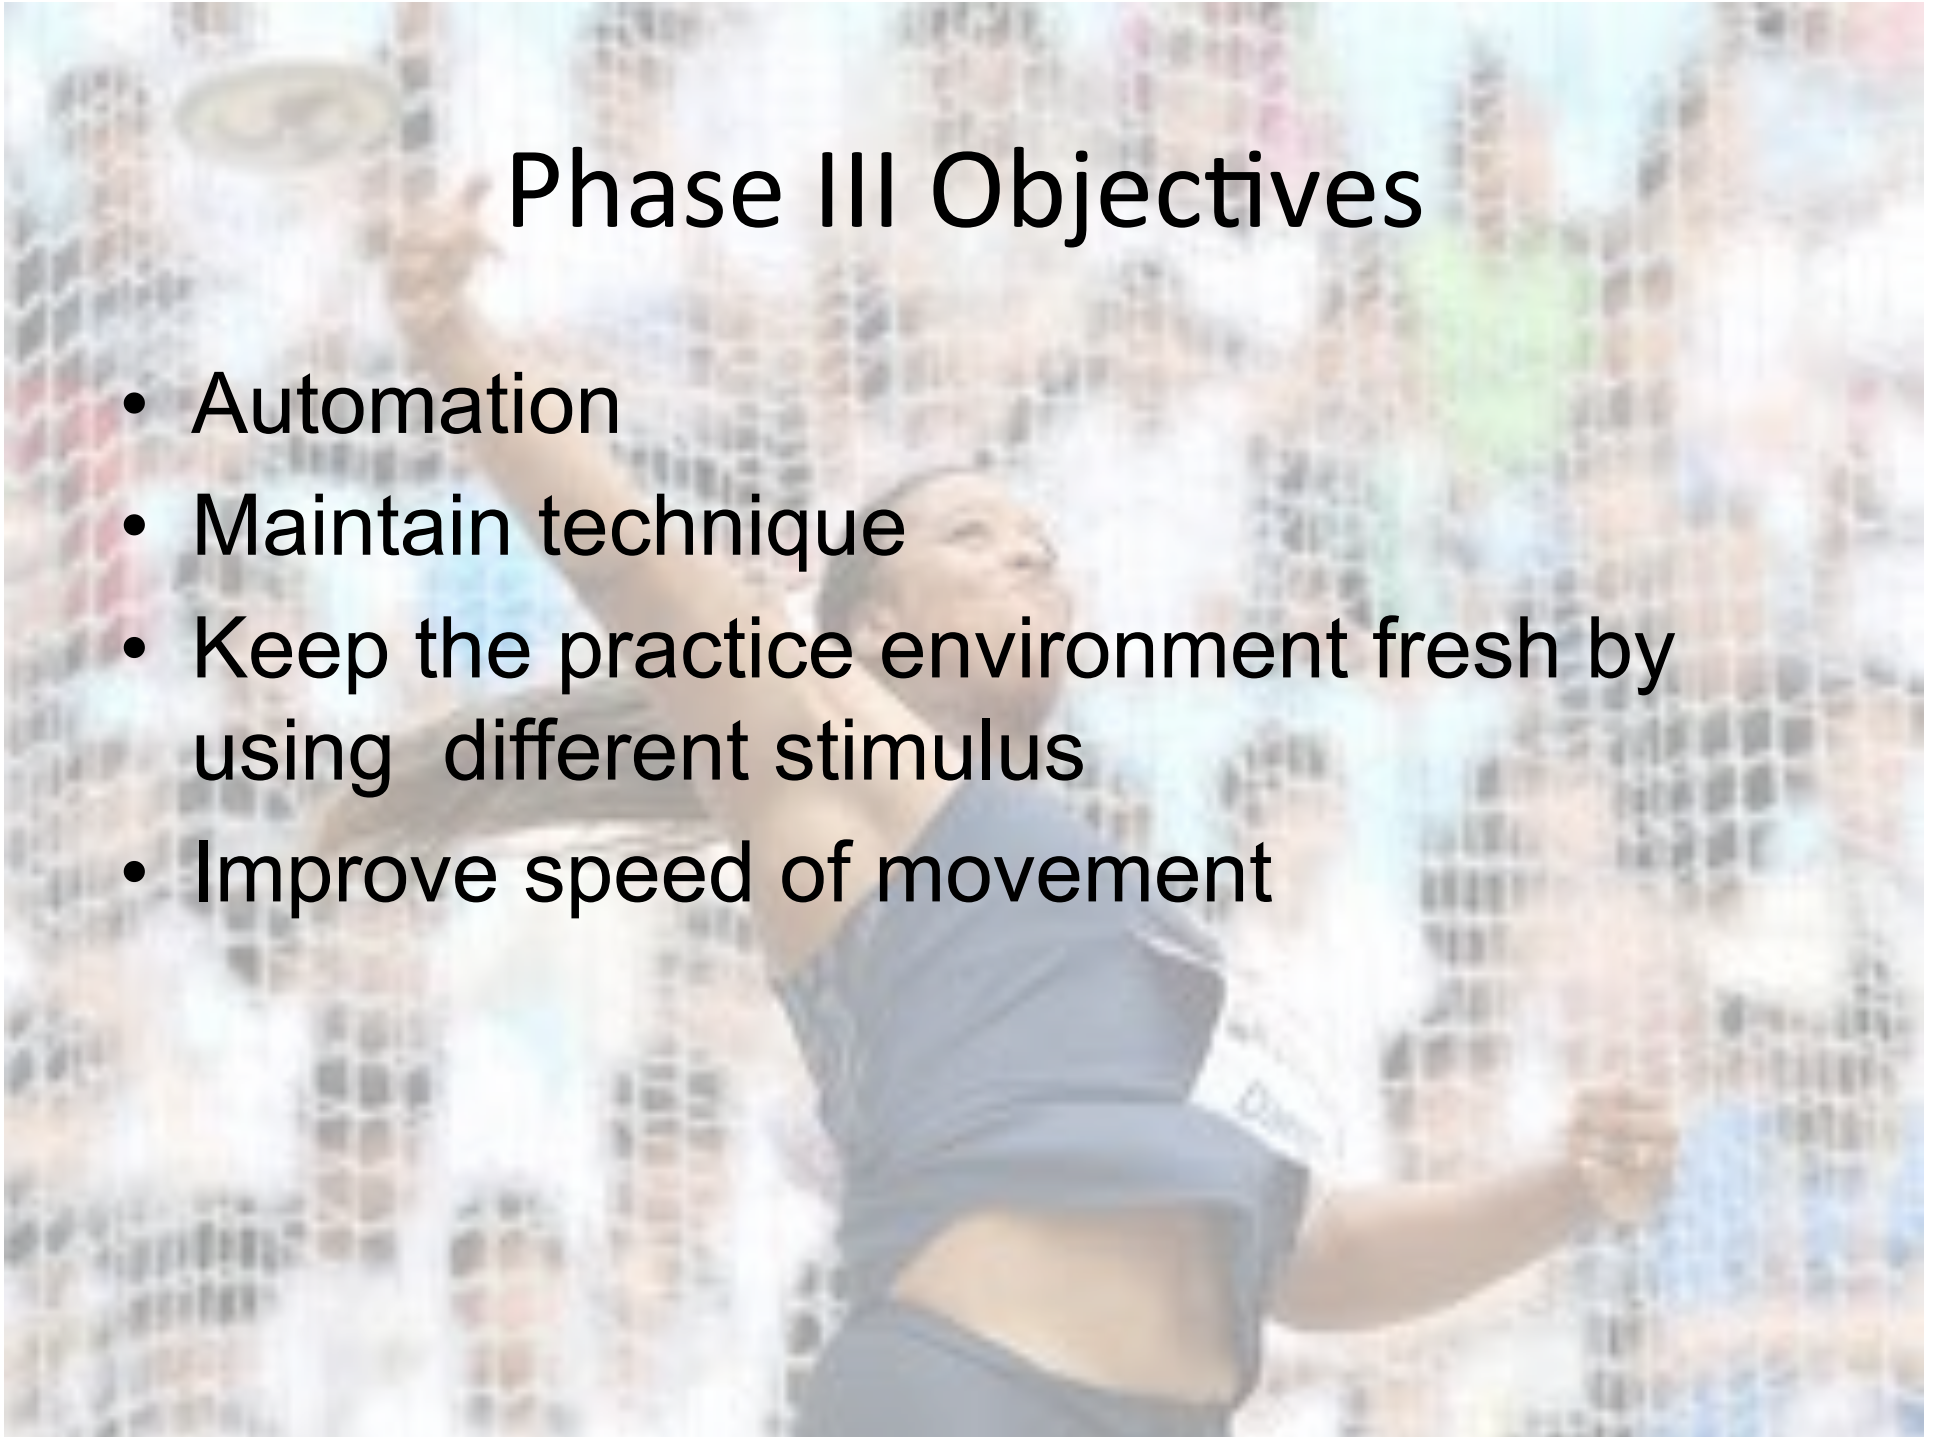 Phase III Objectives
• Automation
• Maintain technique
• Keep the practice environment fresh by
using  different stimulus
• Improve speed of movement